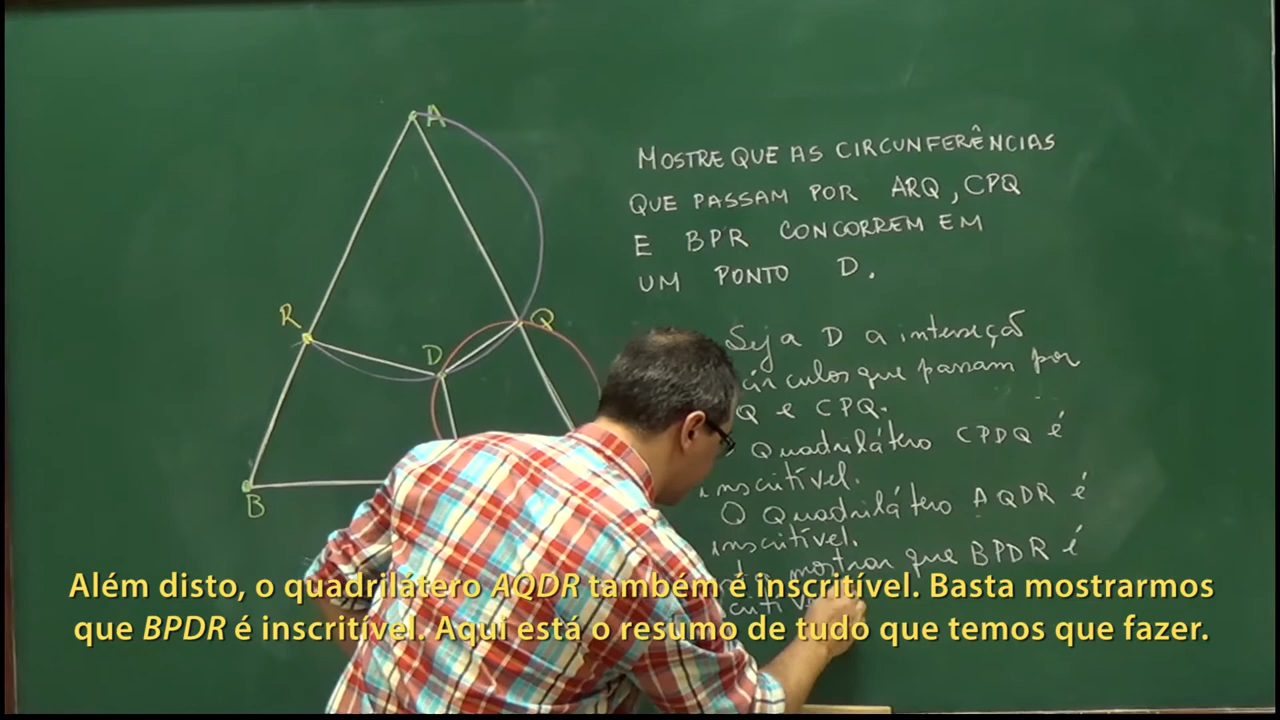 A
MOSTRE QUE AS CIRCUNFERÊNCIAS
QUE PASSAM POR ARQ, CPQ
E BPR CONCORREM EM
UM PONTO D.
R
Q
D
B
Seja D a interseção
que passam por
Q e CPQ.
Quadrilátero CPDQ é
inscritível.
O Quadrilátero AQDR é
inscritível.
mostrar que BPDR é
Além disto, o quadrilátero AQDR também é inscritível. Basta mostrarmos
que BPDR é inscritível. Aqui está o resumo de tudo que temos que fazer.